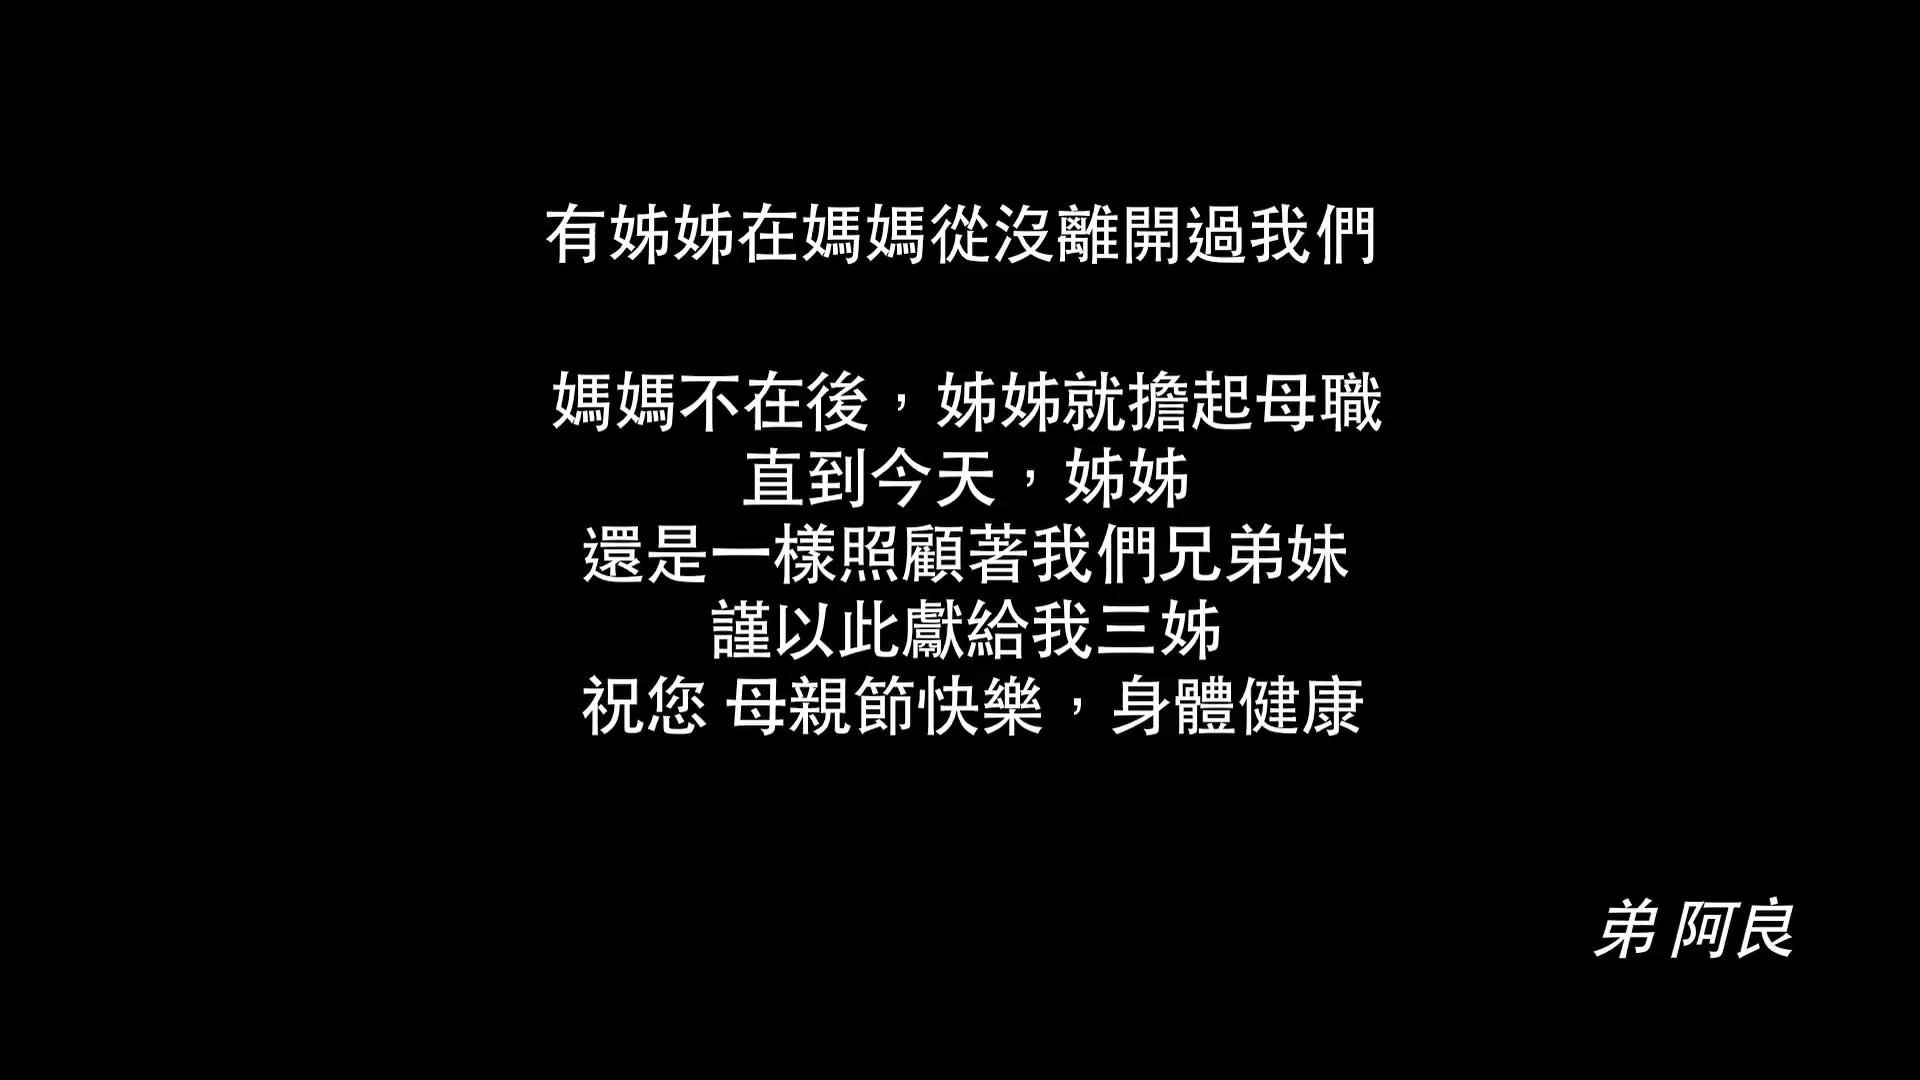 有姊姊在媽媽從沒離開過我們
媽媽不在後，姊姊就擔起母職
直到今天，姊姊
還是一樣照顧著我們兄弟妹
謹以此獻給我三姊
祝您 母親節快樂，身體健康
弟 阿良